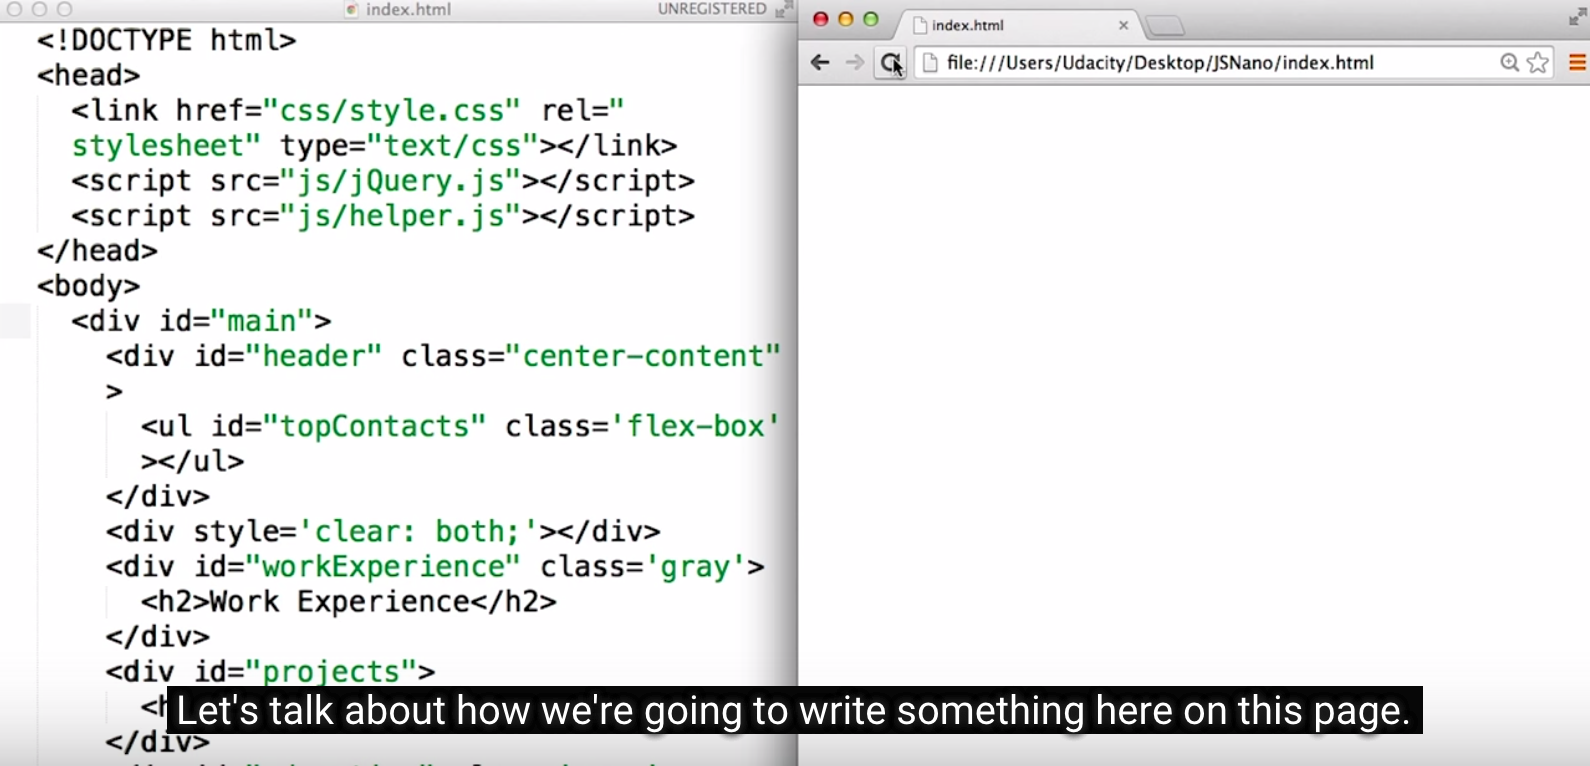 index.html
UNREGISTERED
<!DOCTYPE html>
<head>
<link href="css/style.css" rel="
stylesheet" type="text/css"></link>
<script src="js/jQuery.js"></script>
<script src="js/helper.js"></script>
</head>
<body>
<div id="main">
<div id="header" class="center-content"
>
<ul id="topContacts" class='flex-box'
></ul>
</div>
<div style='clear: both;'></div>
<div id="workExperience" class='gray'>
<h2>Work Experience</h2>
</div>
<div id="projects">
<h
</div>
index.html
file:///Users/Udacity/Desktop/JSNano/index.html
Let's talk about how we're going to write something here on this page.